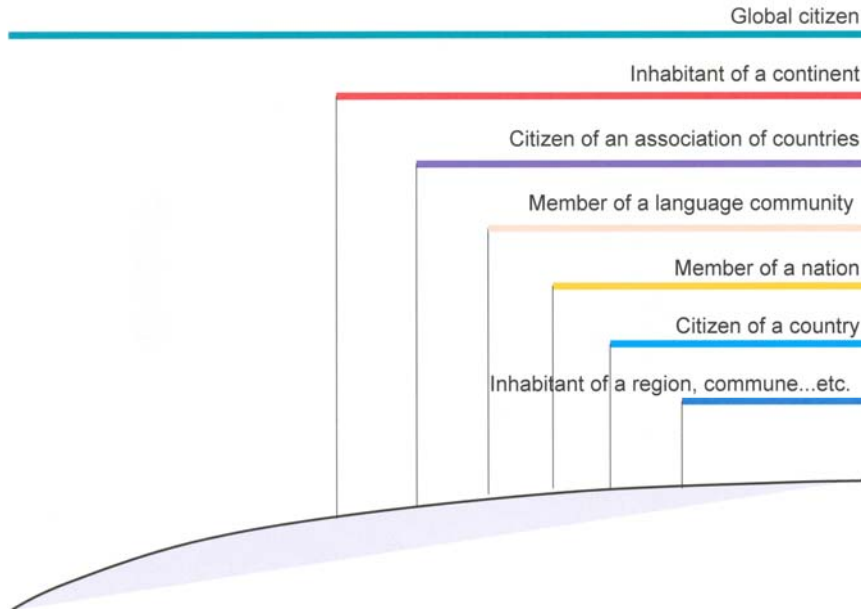 Global citizen
Inhabitant of a continent
Citizen of an association of countries
Member of a language community
Member of a nation
Citizen of a country
Inhabitant of a region, commune...etc.